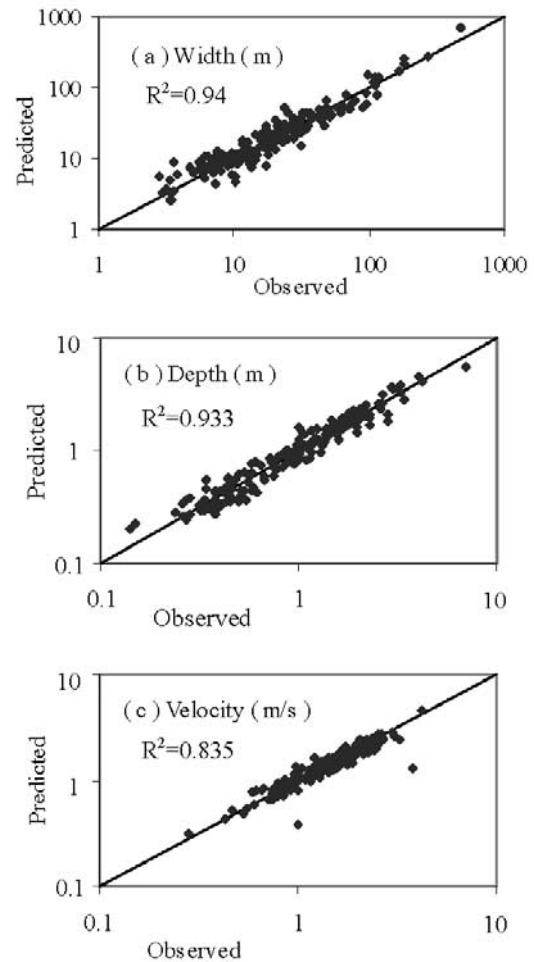 1000
( a ) Width ( m )
R²=0.94
100
Predicted
10
1
1 10 100 1000
Observed
10
( b ) Depth ( m )
R²=0.933
Predicted
1
0.1
0.1 1 10
Observed
10
( c ) Velocity ( m/s )
R²=0.835
Predicted
1
0.1
0.1 1 10
Observed